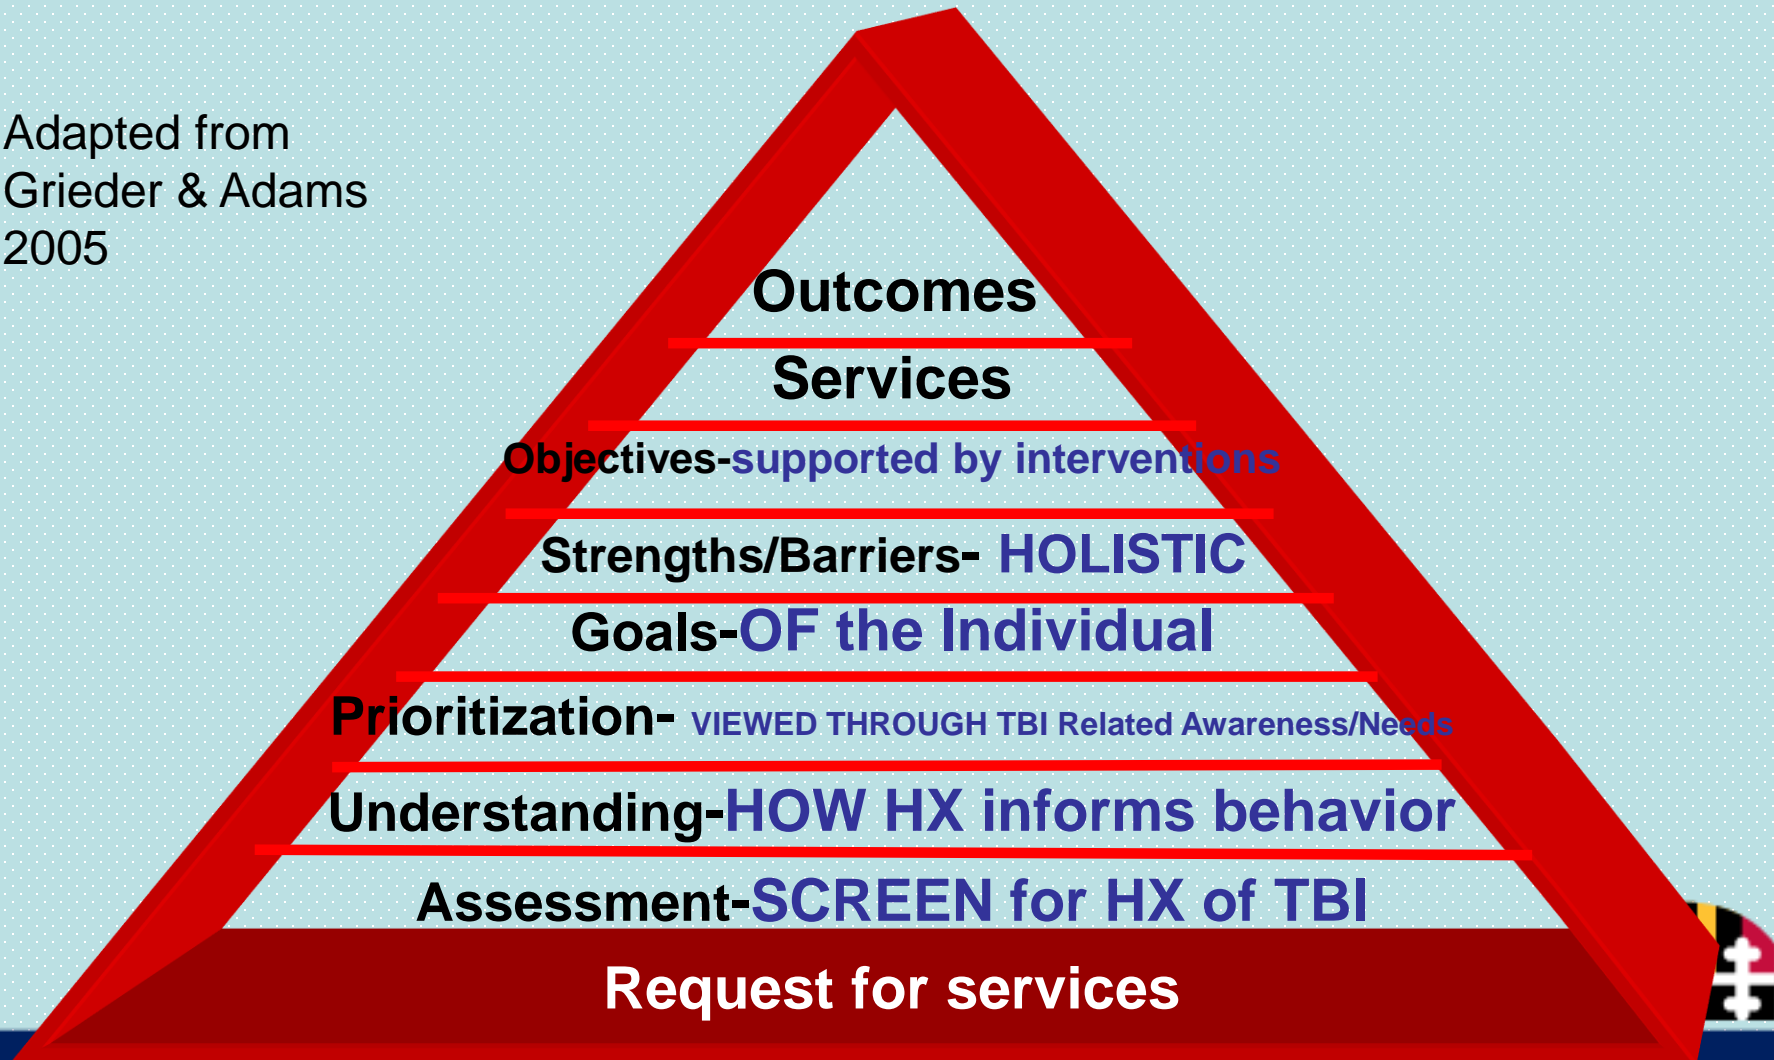 Adapted from
Grieder & Adams
2005
Outcomes
Services
Objectives-supported by interventions
Strengths/Barriers- HOLISTIC
Goals-OF the Individual
Prioritization- VIEWED THROUGH TBI Related Awareness/Needs
Understanding-HOW HX informs behavior
Assessment-SCREEN for HX of TBI
Request for services